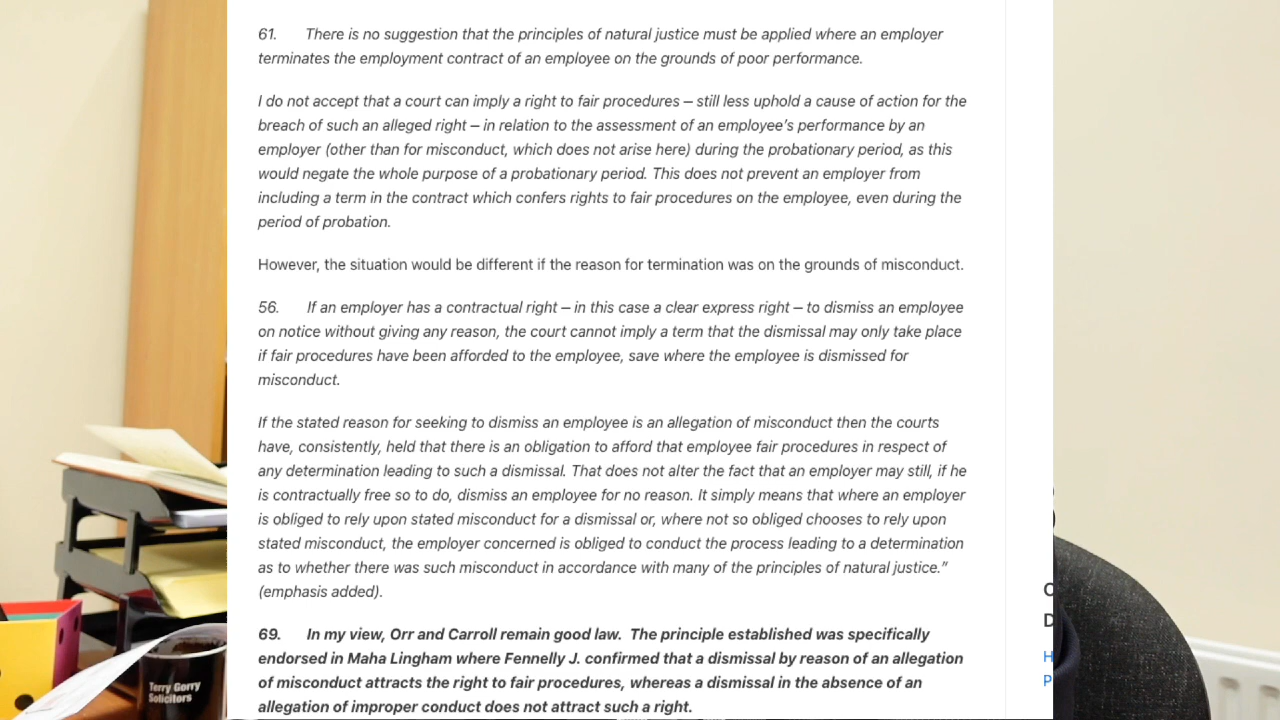 61. There is no suggestion that the principles of natural justice must be applied where an employer
terminates the employment contract of an employee on the grounds of poor performance.
I do not accept that a court can imply a right to fair procedures – still less uphold a cause of action for the
breach of such an alleged right – in relation to the assessment of an employee's performance by an
employer (other than for misconduct, which does not arise here) during the probationary period, as this
would negate the whole purpose of a probationary period. This does not prevent an employer from
including a term in the contract which confers rights to fair procedures on the employee, even during the
period of probation.
However, the situation would be different if the reason for termination was on the grounds of misconduct.
56. If an employer has a contractual right – in this case a clear express right – to dismiss an employee
on notice without giving any reason, the court cannot imply a term that the dismissal may only take place
if fair procedures have been afforded to the employee, save where the employee is dismissed for
misconduct.
If the stated reason for seeking to dismiss an employee is an allegation of misconduct then the courts
have, consistently, held that there is an obligation to afford that employee fair procedures in respect of
any determination leading to such a dismissal. That does not alter the fact that an employer may still, if he
is contractually free so to do, dismiss an employee for no reason. It simply means that where an employer
is obliged to rely upon stated misconduct for a dismissal or, where not so obliged chooses to rely upon
stated misconduct, the employer concerned is obliged to conduct the process leading to a determination
as to whether there was such misconduct in accordance with many of the principles of natural justice.”
(emphasis added).
69. In my view, Orr and Carroll remain good law. The principle established was specifically
endorsed in Maha Lingham where Fennelly J. confirmed that a dismissal by reason of an allegation
of misconduct attracts the right to fair procedures, whereas a dismissal in the absence of an
allegation of improper conduct does not attract such a right.
Terry Gorry
Solicitors
D
H
P